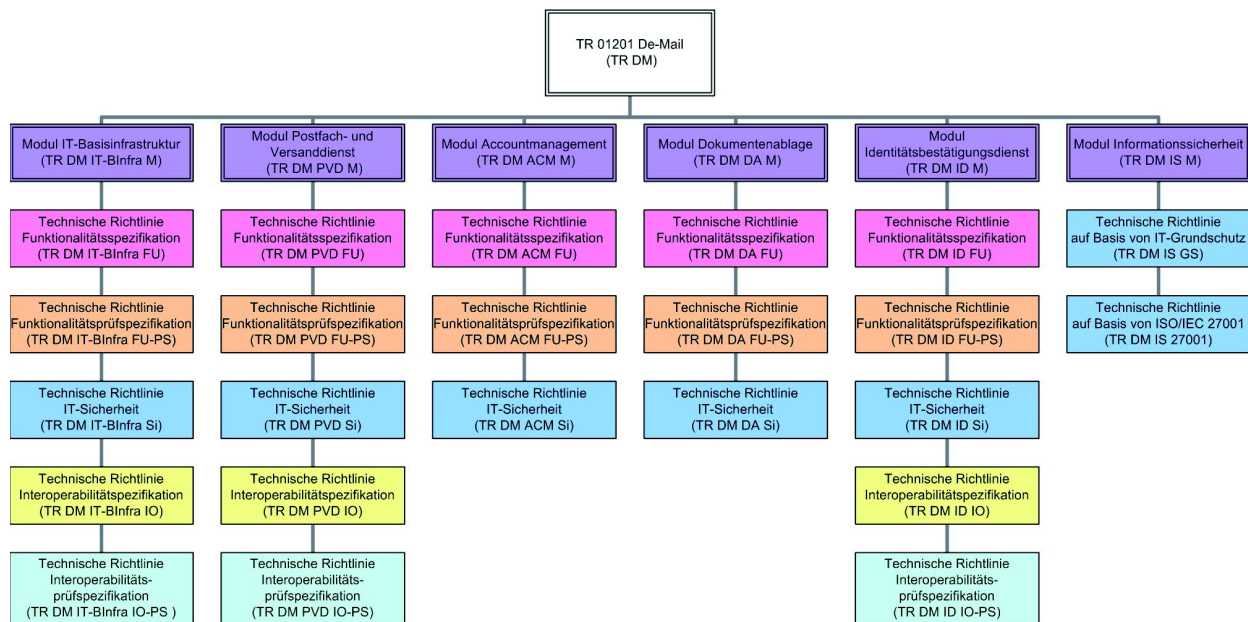 TR 01201 De-Mail
(TR DM)
Modul IT-Basisinfrastruktur
(TR DM IT-BInfra M)
Modul Postfach- und
Versanddienst
(TR DM PVD M)
Modul Accountmanagement
(TR DM ACM M)
Modul Dokumentenablage
(TR DM DA M)
Modul
Identitätsbestätigungsdienst
(TR DM ID M)
Modul Informationssicherheit
(TR DM IS M)
Technische Richtlinie
Funktionalitätsspezifikation
(TR DM IT-BInfra FU)
Technische Richtlinie
Funktionalitätsspezifikation
(TR DM PVD FU)
Technische Richtlinie
Funktionalitätsspezifikation
(TR DM ACM FU)
Technische Richtlinie
Funktionalitätsspezifikation
(TR DM DA FU)
Technische Richtlinie
Funktionalitätsspezifikation
(TR DM ID FU)
Technische Richtlinie
auf Basis von IT-Grundschutz
(TR DM IS GS)
Technische Richtlinie
Funktionalitätsprüfspezifikation
(TR DM IT-BInfra FU-PS)
Technische Richtlinie
Funktionalitätsprüfspezifikation
(TR DM PVD FU-PS)
Technische Richtlinie
Funktionalitätsprüfspezifikation
(TR DM ACM FU-PS)
Technische Richtlinie
Funktionalitätsprüfspezifikation
(TR DM DA FU-PS)
Technische Richtlinie
Funktionalitätsprüfspezifikation
(TR DM ID FU-PS)
Technische Richtlinie
auf Basis von ISO/IEC 27001
(TR DM IS 27001)
Technische Richtlinie
IT-Sicherheit
(TR DM IT-BInfra Si)
Technische Richtlinie
IT-Sicherheit
(TR DM PVD Si)
Technische Richtlinie
IT-Sicherheit
(TR DM ACM Si)
Technische Richtlinie
IT-Sicherheit
(TR DM DA Si)
Technische Richtlinie
IT-Sicherheit
(TR DM ID Si)
Technische Richtlinie
Interoperabilitätspezifikation
(TR DM IT-BInfra IO)
Technische Richtlinie
Interoperabilitätspezifikation
(TR DM PVD IO)
Technische Richtlinie
Interoperabilitätspezifikation
(TR DM ID IO)
Technische Richtlinie
Interoperabilitäts-
prüfspezifikation
(TR DM IT-BInfra IO-PS )
Technische Richtlinie
Interoperabilitäts-
prüfspezifikation
(TR DM PVD IO-PS)
Technische Richtlinie
Interoperabilitäts-
prüfspezifikation
(TR DM ID IO-PS)